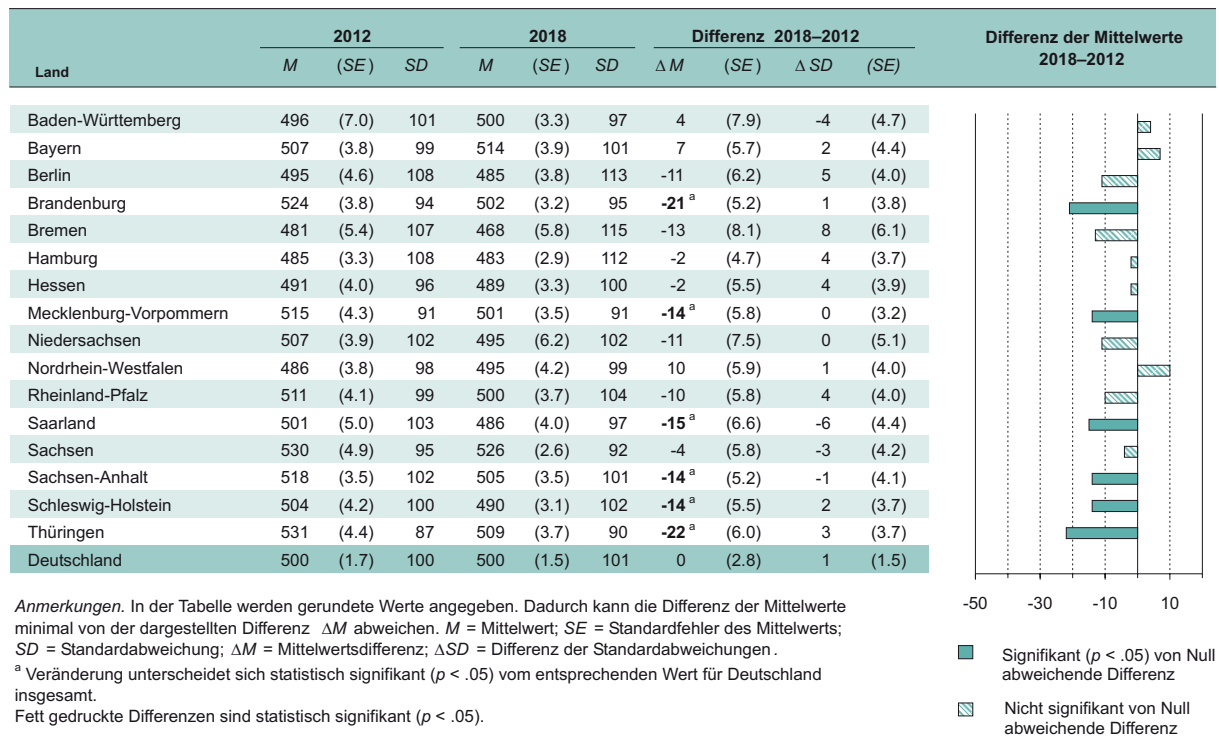 2012 2018 Differenz 2018–2012 Differenz der Mittelwerte
2018–2012
Land M (SE) SD M (SE) SD Δ M (SE) Δ SD (SE)
Baden-Württemberg 496 (7.0) 101 500 (3.3) 97 4 (7.9) -4 (4.7)
Bayern 507 (3.8) 99 514 (3.9) 101 7 (5.7) 2 (4.4)
Berlin 495 (4.6) 108 485 (3.8) 113 -11 (6.2) 5 (4.0)
Brandenburg 524 (3.8) 94 502 (3.2) 95 -21 a (5.2) 1 (3.8)
Bremen 481 (5.4) 107 468 (5.8) 115 -13 (8.1) 8 (6.1)
Hamburg 485 (3.3) 108 483 (2.9) 112 -2 (4.7) 4 (3.7)
Hessen 491 (4.0) 96 489 (3.3) 100 -2 (5.5) 4 (3.9)
Mecklenburg-Vorpommern 515 (4.3) 91 501 (3.5) 91 -14 a (5.8) 0 (3.2)
Niedersachsen 507 (3.9) 102 495 (6.2) 102 -11 (7.5) 0 (5.1)
Nordrhein-Westfalen 486 (3.8) 98 495 (4.2) 99 10 (5.9) 1 (4.0)
Rheinland-Pfalz 511 (4.1) 99 500 (3.7) 104 -10 (5.8) 4 (4.0)
Saarland 501 (5.0) 103 486 (4.0) 97 -15 a (6.6) -6 (4.4)
Sachsen 530 (4.9) 95 526 (2.6) 92 -4 (5.8) -3 (4.2)
Sachsen-Anhalt 518 (3.5) 102 505 (3.5) 101 -14 a (5.2) -1 (4.1)
Schleswig-Holstein 504 (4.2) 100 490 (3.1) 102 -14 a (5.5) 2 (3.7)
Thüringen 531 (4.4) 87 509 (3.7) 90 -22 a (6.0) 3 (3.7)
Deutschland 500 (1.7) 100 500 (1.5) 101 0 (2.8) 1 (1.5)
-50 -30 -10 10
Anmerkungen. In der Tabelle werden gerundete Werte angegeben. Dadurch kann die Differenz der Mittelwerte
minimal von der dargestellten Differenz ΔM abweichen. M = Mittelwert; SE = Standardfehler des Mittelwerts;
SD = Standardabweichung; ΔM = Mittelwertsdifferenz; ΔSD = Differenz der Standardabweichungen.
a Veränderung unterscheidet sich statistisch signifikant (p < .05) vom entsprechenden Wert für Deutschland
insgesamt.
Fett gedruckte Differenzen sind statistisch signifikant (p < .05).
Signifikant (p < .05) von Null
abweichende Differenz
Nicht signifikant von Null
abweichende Differenz